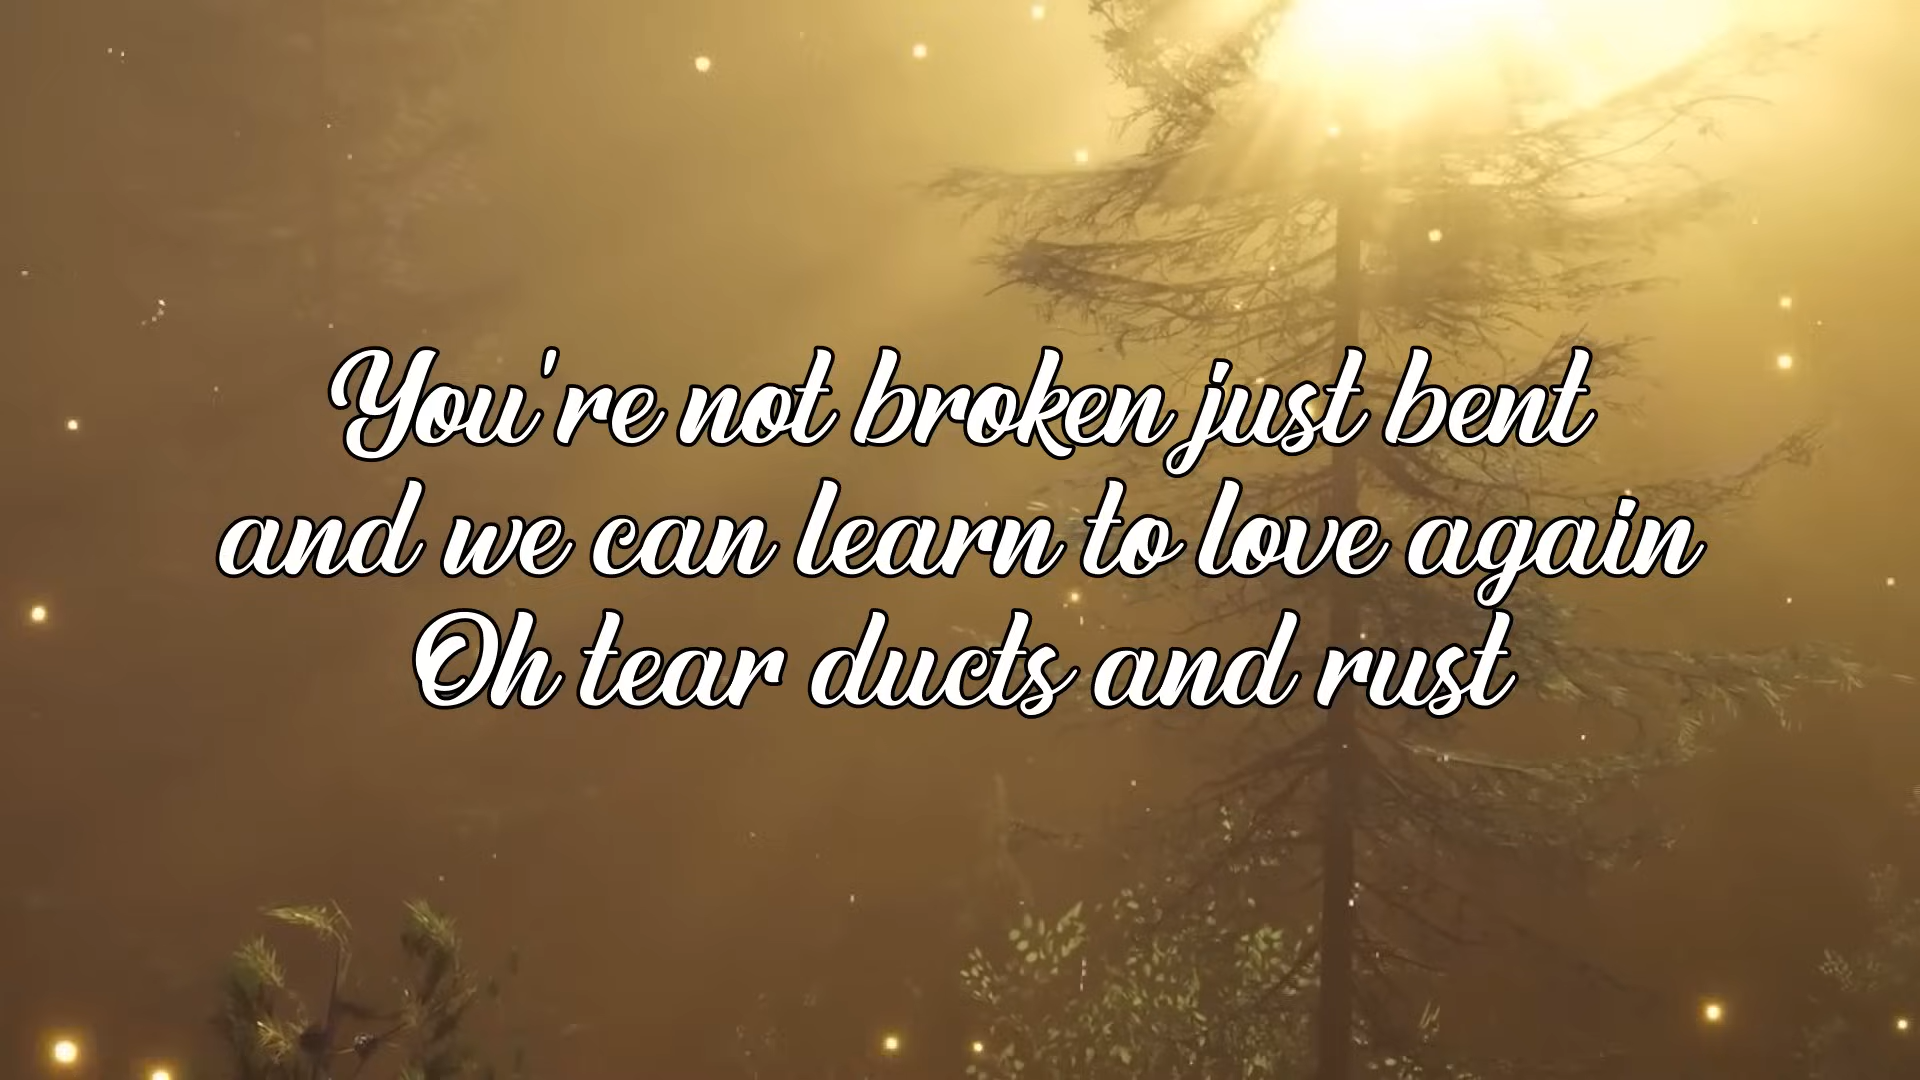 You're not broken just bent
and we can learn to love again
Oh tear ducts and rust